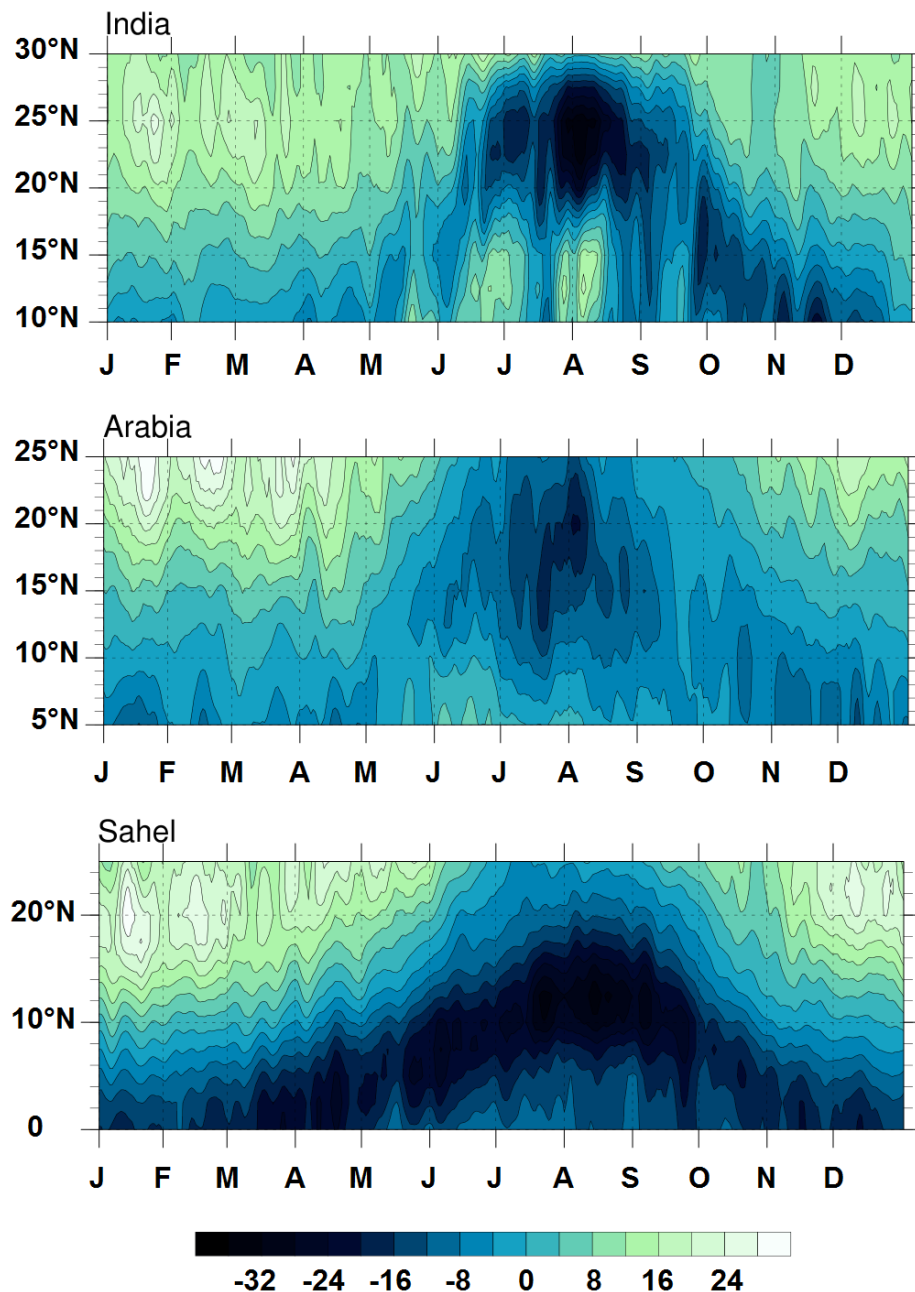 India
30°N
25°N
20°N
15°N
10°N
J F M A M J J A S O N D
Arabia
25°N
20°N
15°N
10°N
5°N
J F M A M J J A S O N D
Sahel
20°N
10°N
0
J F M A M J J A S O N D
-32 -24 -16 -8 0 8 16 24